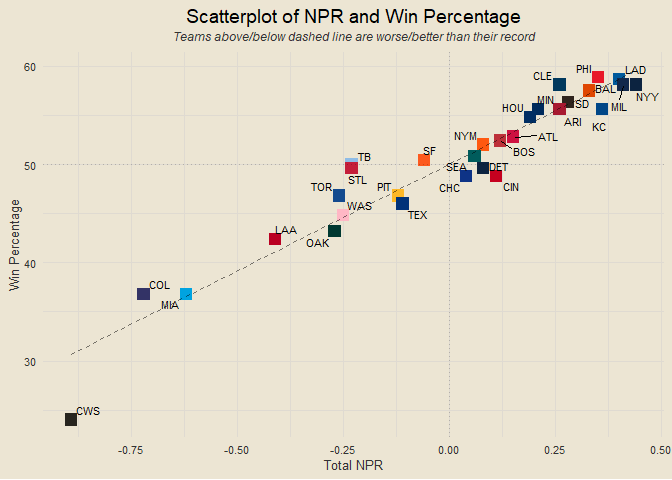 Scatterplot of NPR and Win Percentage
Teams above/below dashed line are worse/better than their record
60
50
40
30
Win Percentage
PHI
LAD
CLE
BAL
NYY
MIN
SD
MIL
HOU
ARI
KC
NYM
ATL
BOS
SF
TB
SEA
DET
STL
CHC
CIN
TOR
PIT
WAS
TEX
LAA
OAK
COL
MIA
CWS
-0.75
-0.50
-0.25
0.00
0.25
0.50
Total NPR